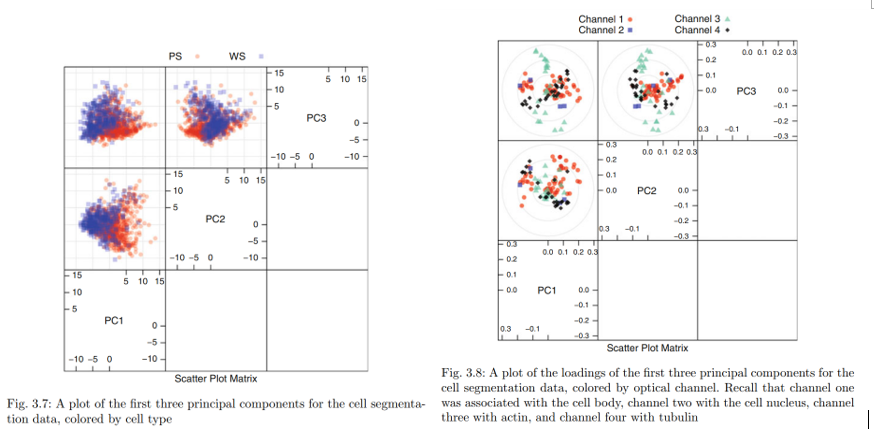 PS WS
15
10
5
5 10 15
PC3
0
−5
−10
−10 −5 0
15
10
5
5 10 15
PC2
0
−5
−10
−10 −5 0
15
10
5
5 10 15
PC1
0
−5
−10
−10 −5 0
Scatter Plot Matrix
Fig. 3.7: A plot of the first three principal components for the cell segmenta-
tion data, colored by cell type
Channel 1 Channel 3
Channel 2 Channel 4
0.3
0.2
0.1
0.0
0.0 0.1 0.2 0.3
PC3
0.0
−0.1
−0.2
−0.3
0.3 −0.1
0.3
0.2
0.1
0.0
0.0 0.1 0.2 0.3
PC2
0.0
−0.1
−0.2
−0.3
0.3 −0.1
0.3
0.2
0.1
0.0
0.0 0.1 0.2 0.3
PC1
0.0
−0.1
−0.2
−0.3
0.3 −0.1
Scatter Plot Matrix
Fig. 3.8: A plot of the loadings of the first three principal components for the
cell segmentation data, colored by optical channel. Recall that channel one
was associated with the cell body, channel two with the cell nucleus, channel
three with actin, and channel four with tubulin